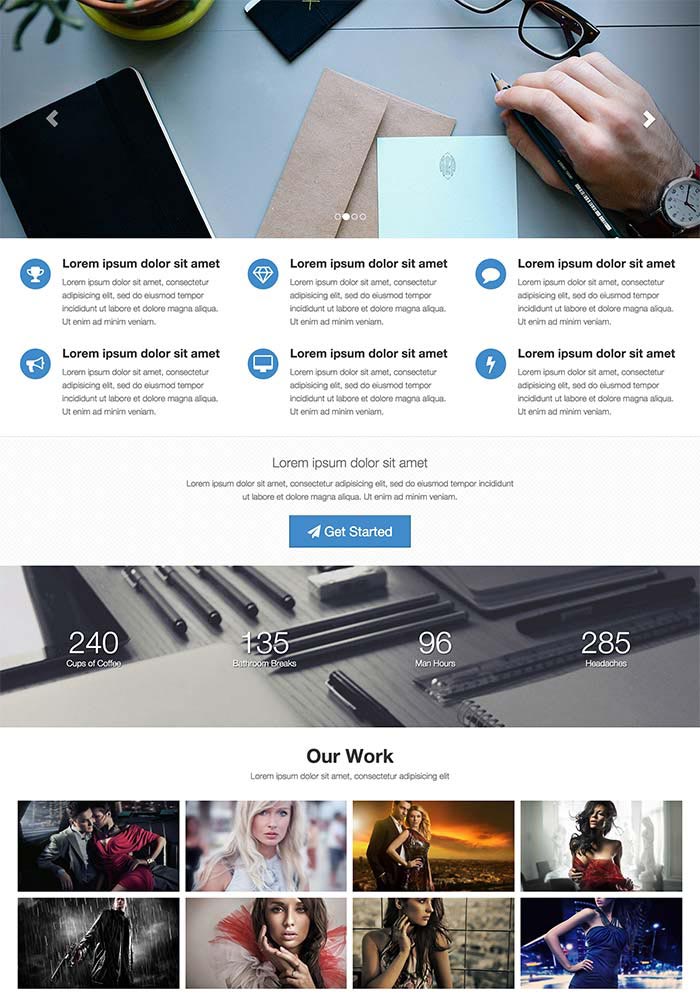 Lorem ipsum dolor sit amet
Lorem ipsum dolor sit amet, consectetur
adipisicing elit, sed do eiusmod tempor
incididunt ut labore et dolore magna aliqua.
Ut enim ad minim veniam.
Lorem ipsum dolor sit amet
Lorem ipsum dolor sit amet, consectetur
adipisicing elit, sed do eiusmod tempor
incididunt ut labore et dolore magna aliqua.
Ut enim ad minim veniam.
Lorem ipsum dolor sit amet
Lorem ipsum dolor sit amet, consectetur
adipisicing elit, sed do eiusmod tempor
incididunt ut labore et dolore magna aliqua.
Ut enim ad minim veniam.
Lorem ipsum dolor sit amet
Lorem ipsum dolor sit amet, consectetur
adipisicing elit, sed do eiusmod tempor
incididunt ut labore et dolore magna aliqua.
Ut enim ad minim veniam.
Lorem ipsum dolor sit amet
Lorem ipsum dolor sit amet, consectetur
adipisicing elit, sed do eiusmod tempor
incididunt ut labore et dolore magna aliqua.
Ut enim ad minim veniam.
Lorem ipsum dolor sit amet
Lorem ipsum dolor sit amet, consectetur
adipisicing elit, sed do eiusmod tempor
incididunt ut labore et dolore magna aliqua.
Ut enim ad minim veniam.
Lorem ipsum dolor sit amet
Lorem ipsum dolor sit amet, consectetur adipisicing elit, sed do eiusmod tempor incididunt
ut labore et dolore magna aliqua. Ut enim ad minim veniam.
Get Started
240
Cups of Coffee
135
Bathroom Breaks
96
Man Hours
285
Headaches
Our Work
Lorem ipsum dolor sit amet, consectetur adipisicing elit